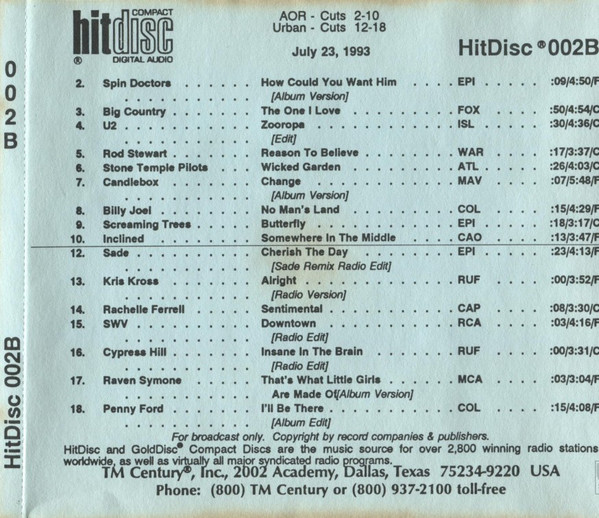 COMPACT
hitdisc
® DIGITAL AUDIO
AOR - Cuts 2-10
Urban - Cuts 12-18
July 23, 1993
HitDisc ®002B
2. Spin Doctors . . . . . . How Could You Want Him . . . . EPI . . . . . :09/4:50/F
. . . . . . . . . [Album Version]
3. Big Country . . . . . . . The One I Love . . . . . . . . . FOX . . . . . :50/4:54/C
4. U2 . . . . . . . . . . . Zooropa . . . . . . . . . . . . ISL . . . . . . :30/4:36/C
. . . . . . . . . [Edit]
5. Rod Stewart . . . . . . . Reason To Believe . . . . . . . WAR . . . . . :17/3:37/C
6. Stone Temple Pilots . . . Wicked Garden . . . . . . . . . ATL . . . . . . :26/4:03/C
7. Candlebox . . . . . . . . Change . . . . . . . . . . . . MAV . . . . . :07/5:48/F
. . . . . . . . . [Album Version]
8. Billy Joel . . . . . . . . No Man's Land . . . . . . . . . COL . . . . . :15/4:29/F
9. Screaming Trees . . . . . Butterfly . . . . . . . . . . . . EPI . . . . . . :18/3:17/C
10. Inclined . . . . . . . . Somewhere In The Middle . . . . CAO . . . . . :13/3:47/F
12. Sade . . . . . . . . . . Cherish The Day . . . . . . . . EPI . . . . . . :23/4:13/F
. . . . . . . . . [Sade Remix Radio Edit]
13. Kris Kross . . . . . . . Alright . . . . . . . . . . . . . RUF . . . . . :00/3:52/F
. . . . . . . . . [Radio Version]
14. Rachelle Ferrell . . . . . Sentimental . . . . . . . . . . CAP . . . . . :08/3:30/C
15. SWV . . . . . . . . . . Downtown . . . . . . . . . . . RCA . . . . . :03/4:16/F
. . . . . . . . . [Radio Edit]
16. Cypress Hill . . . . . . . Insane In The Brain . . . . . . RUF . . . . . :00/3:31/C
. . . . . . . . . [Radio Edit]
17. Raven Symone . . . . . . That's What Little Girls . . . . . MCA . . . . . :03/3:04/F
. . . . . . . . . Are Made Of[Album Version]
18. Penny Ford . . . . . . . I'll Be There . . . . . . . . . . COL . . . . . :15/4:08/F
. . . . . . . . . [Album Edit]
For broadcast only. Copyright by record companies & publishers.
HitDisc and GoldDisc® Compact Discs are the music source for over 2,800 winning radio stations
worldwide, as well as virtually all major syndicated radio programs.
TM Century®, Inc., 2002 Academy, Dallas, Texas 75234-9220 USA
Phone: (800) TM Century or (800) 937-2100 toll-free
002B
HitDisc 002B